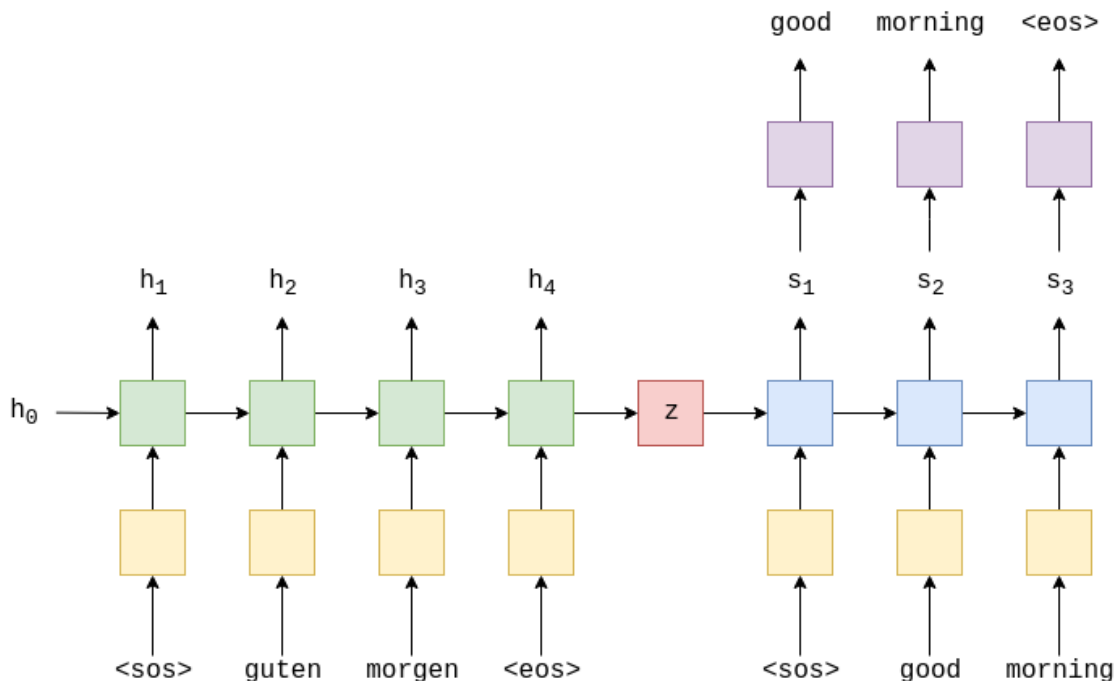 good morning <eos>
h₁ h₂ h₃ h₄ s₁ s₂ s₃
h₀ z
<sos> guten morgen <eos> <sos> good morning